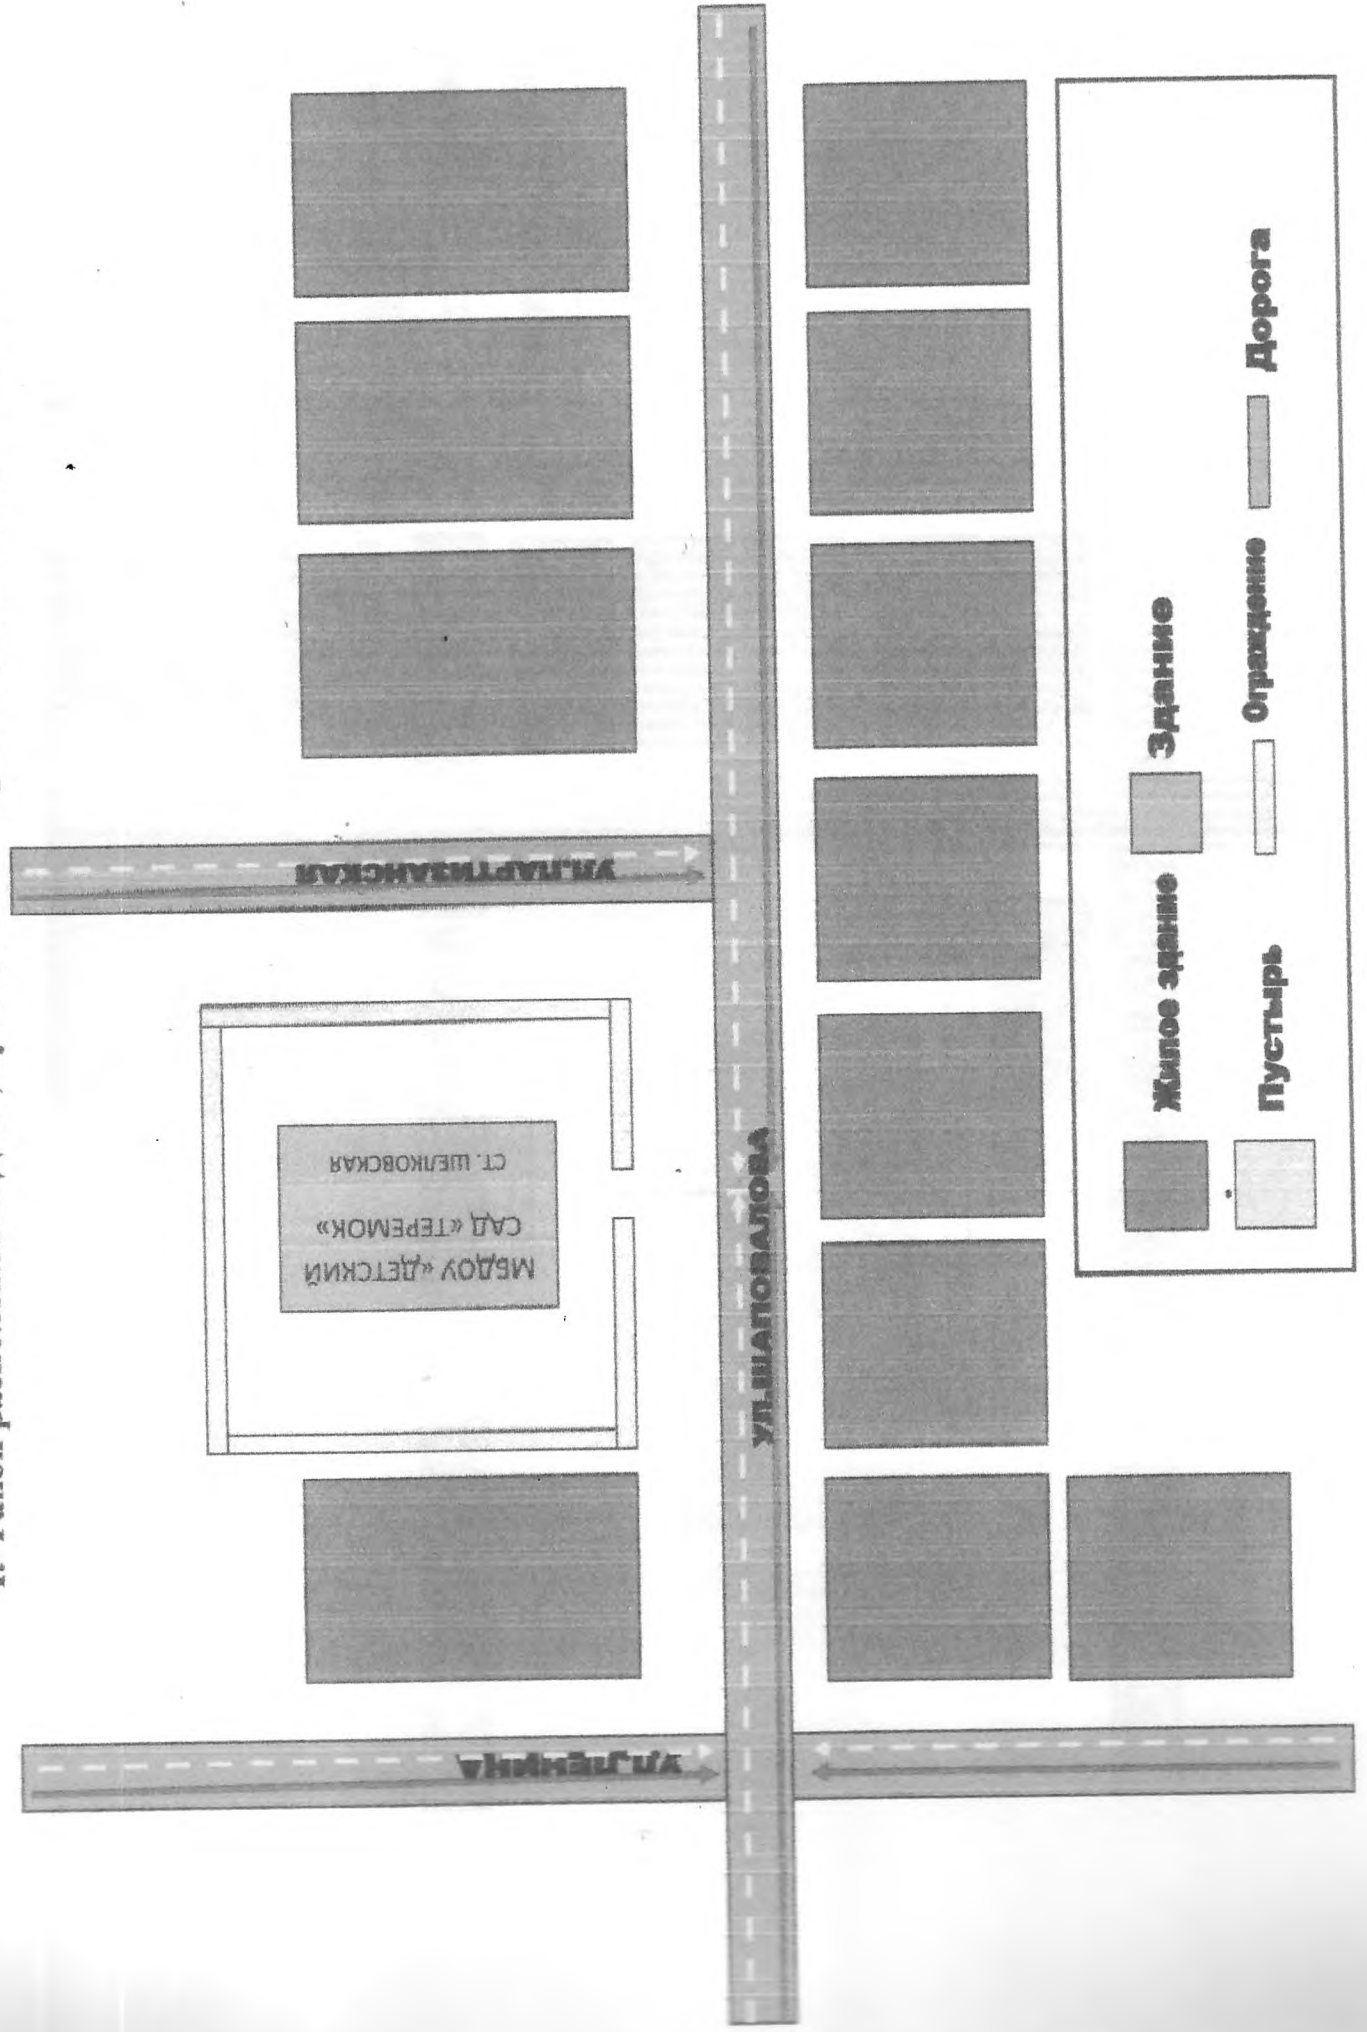 УЛ.ПАРТИЗАНСКАЯ
МБДОУ «ДЕТСКИЙ
САД «ТЕРЕМОК»
СТ. ШЕЛКОВСКАЯ
УЛ.ЛЕНИНА
УЛ.ШАПОВАЛОВА
Жилое здание
Здание
Пустырь
Ограждение
Дорога